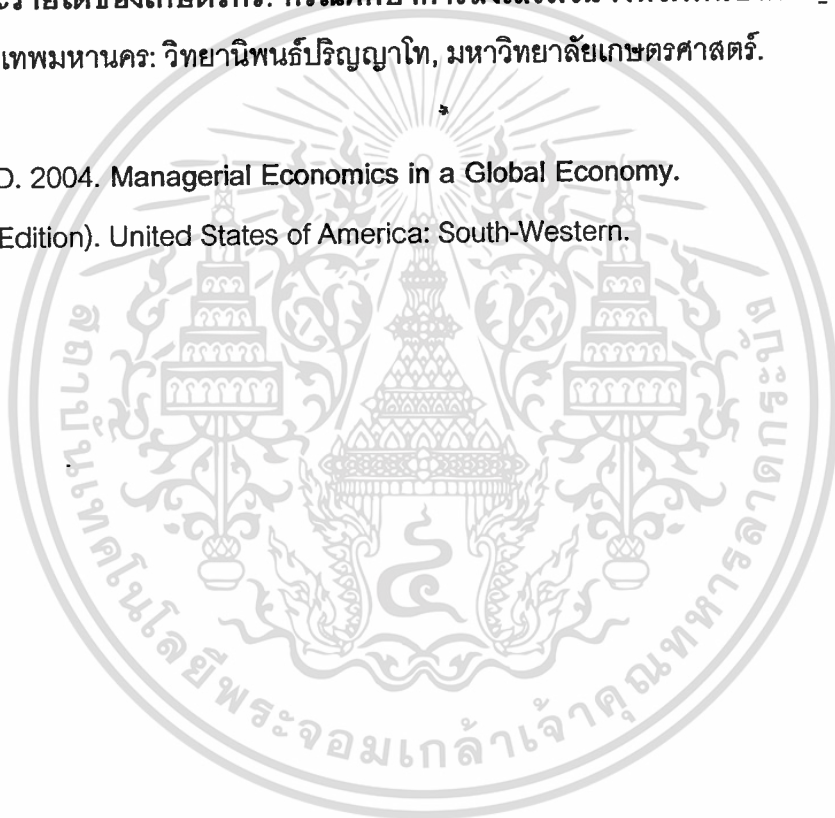 เทพมหานคร: วิทยานิพนธ์ปริญญาโท, มหาวิทยาลัยเกษตรศาสตร์.
D. 2004. Managerial Economics in a Global Economy.
Edition). United States of America: South-Western.
๔
สถาบันเทคโนโลยีพระจอมเกล้าเจ้าคุณทหารลาดกระบัง